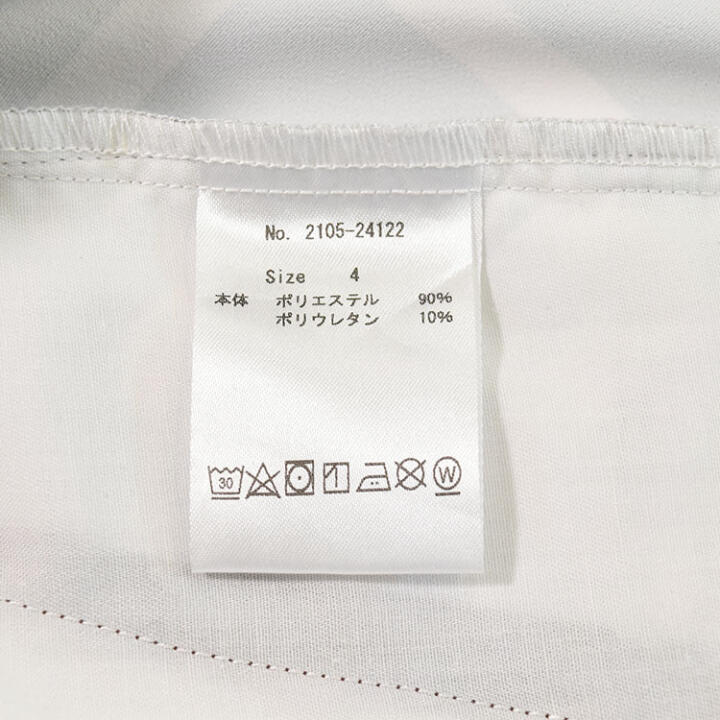 No. 2105-24122
Size 4
本体 ポリエステル 90%
ポリウレタン 10%
30 W